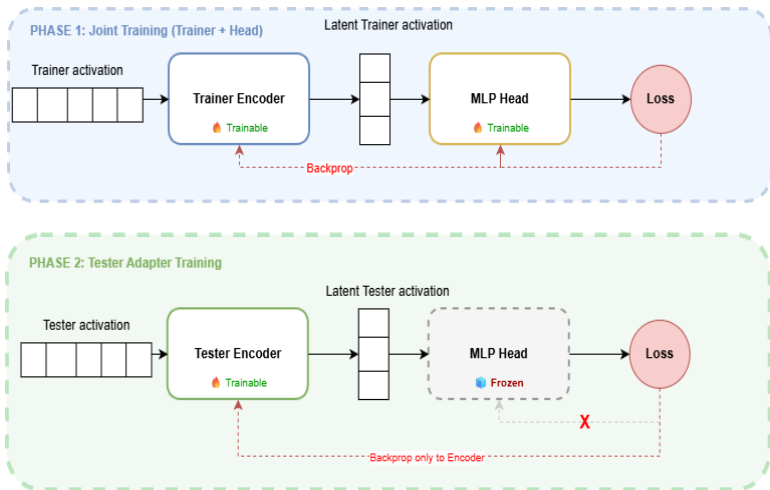 PHASE 1: Joint Training (Trainer + Head)
Latent Trainer activation
Trainer activation
Trainer Encoder
Trainable
MLP Head
Trainable
Loss
Backprop
PHASE 2: Tester Adapter Training
Latent Tester activation
Tester activation
Tester Encoder
Trainable
MLP Head
Frozen
Loss
X
Backprop only to Encoder